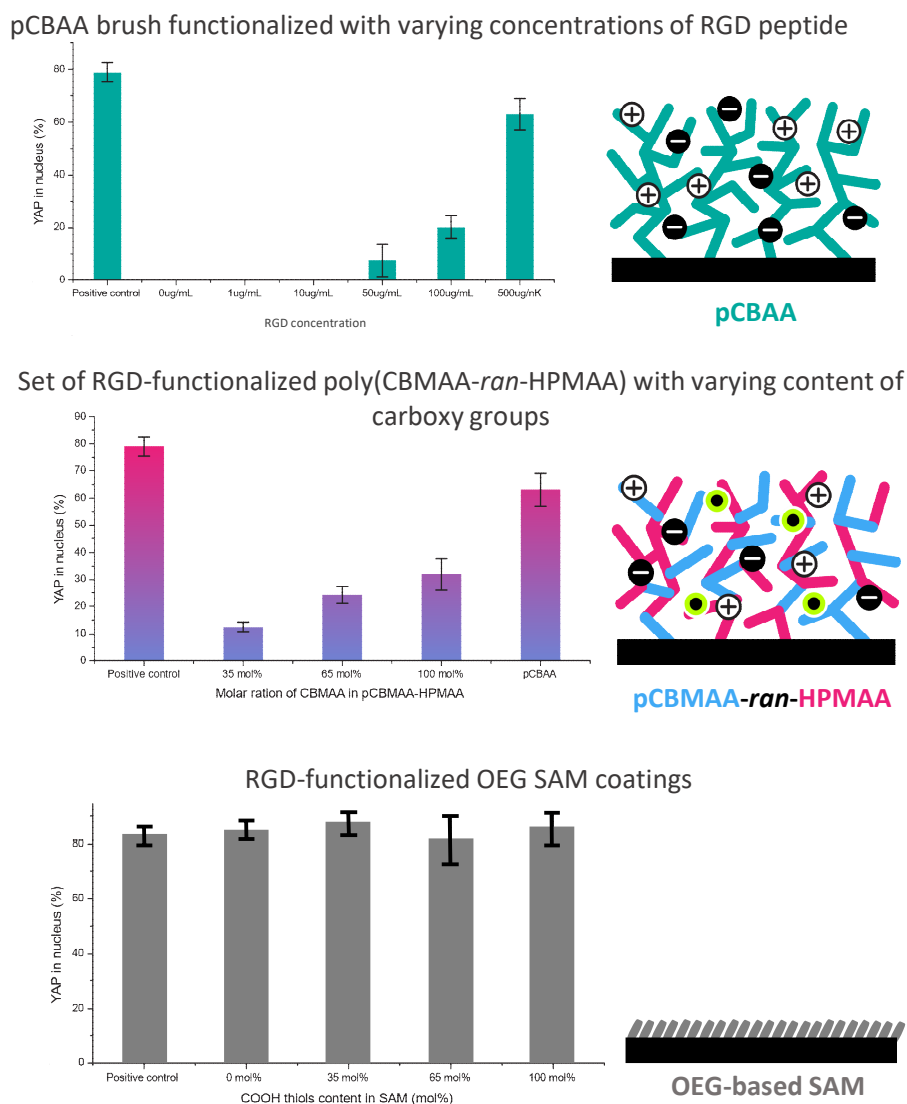 pCBAA brush functionalized with varying concentrations of RGD peptide
YAP in nucleus (%)
80
60
40
20
0
Positive control 0ug/mL 1ug/mL 10ug/mL 50ug/mL 100ug/mL 500ug/nK
RGD concentration
pCBAA
Set of RGD-functionalized poly(CBMAA-ran-HPMAA) with varying content of
carboxy groups
YAP in nucleus (%)
90
80
70
60
50
40
30
20
10
0
Positive control 35 mol% 65 mol% 100 mol% pCBAA
Molar ration of CBMAA in pCBMAA-HPMAA
pCBMAA-ran-HPMAA
RGD-functionalized OEG SAM coatings
YAP in nucleus (%)
80
60
40
20
0
Positive control 0 mol% 35 mol% 65 mol% 100 mol%
COOH thiols content in SAM (mol%)
OEG-based SAM